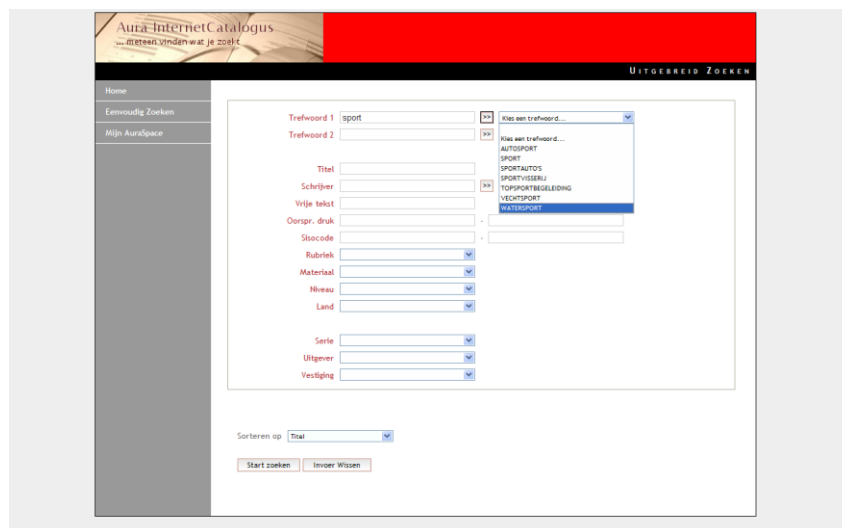 Aura-InternetCatalogus
... meteen vinden wat je zoekt
UITGEBREID ZOEKEN
Home
Eenvoudig Zoeken
Mijn AuraSpace
Trefwoord 1 sport >> Kies een trefwoord...
Trefwoord 2 >>
Kies een trefwoord...
AUTOSPORT
SPORT
SPORTAUTO'S
SPORTVISSERIJ
TOPSPORTBEGELEIDING
VECHTSPORT
WATERSPORT
Titel
Schrijver >>
Vrije tekst
Oorspr. druk -
Sisocode -
Rubriek
Materiaal
Niveau
Land
Serie
Uitgever
Vestiging
Sorteren op Titel
Start zoeken Invoer Wissen